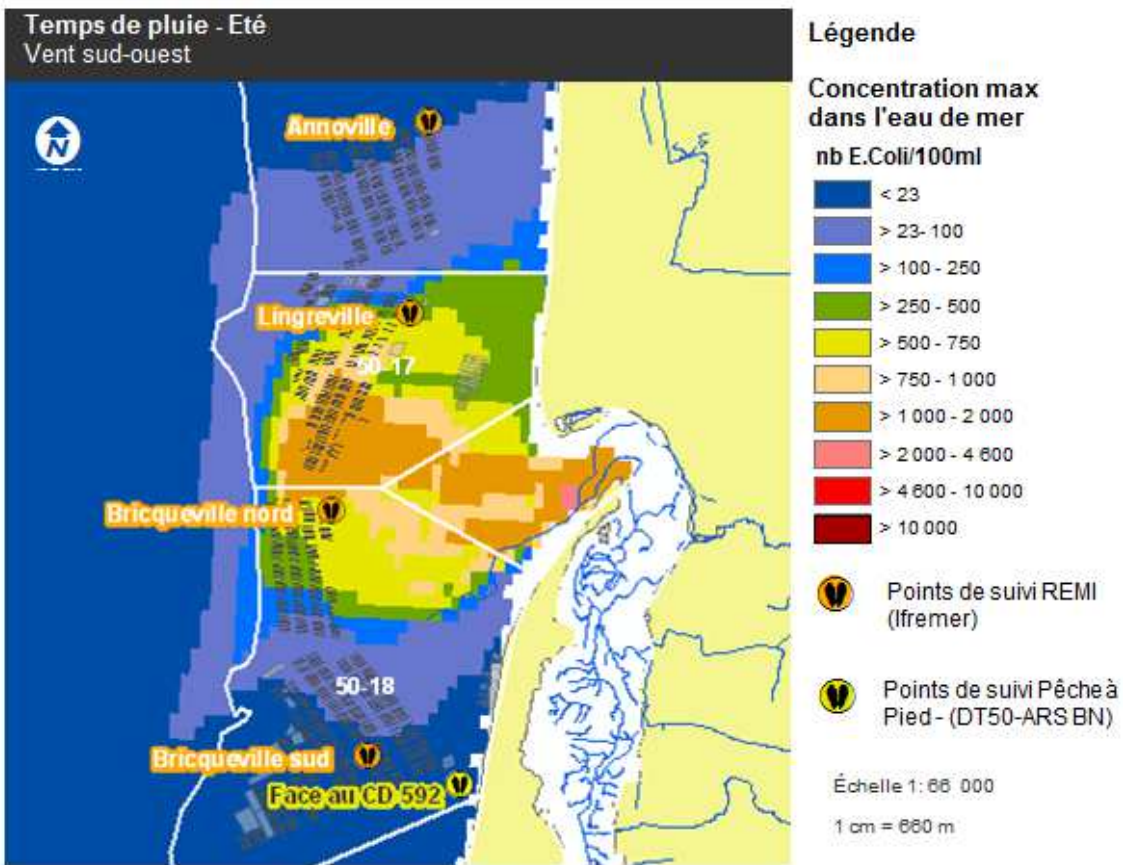 Temps de pluie - Eté
Vent sud-ouest
N
Annoville
Lingreville
50-17
Bricqueville nord
50-18
Bricqueville sud
Face au CD 592
Légende
Concentration max
dans l'eau de mer
nb E.Coli/100ml
< 23
> 23- 100
> 100 - 250
> 250 - 500
> 500 - 750
> 750 - 1 000
> 1 000 - 2 000
> 2 000 - 4 600
> 4 600 - 10 000
> 10 000
Points de suivi REMI
(Ifremer)
Points de suivi Pêche à
Pied - (DT50-ARS BN)
Échelle 1: 66 000
1 cm = 660 m